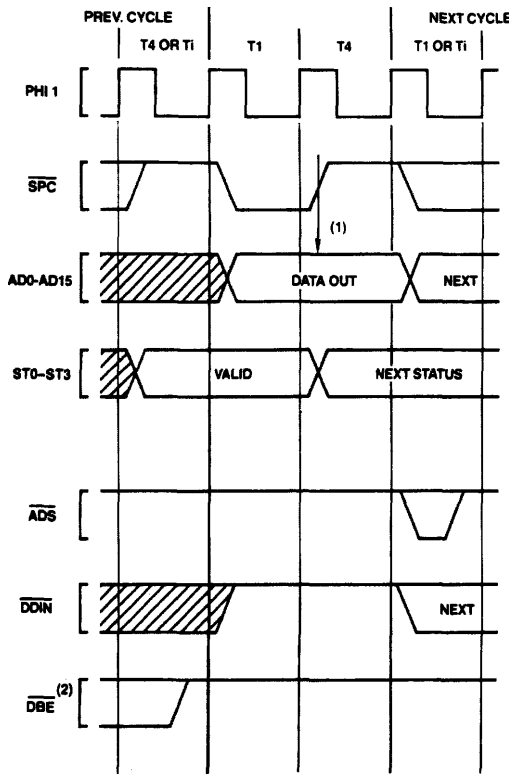 PREV. CYCLE NEXT CYCLE
T4 OR Ti T1 T4 T1 OR Ti
PHI 1
SPC
(1)
AD0-AD15 DATA OUT NEXT
ST0–ST3 VALID NEXT STATUS
ADS
DDIN NEXT
DBE (2)